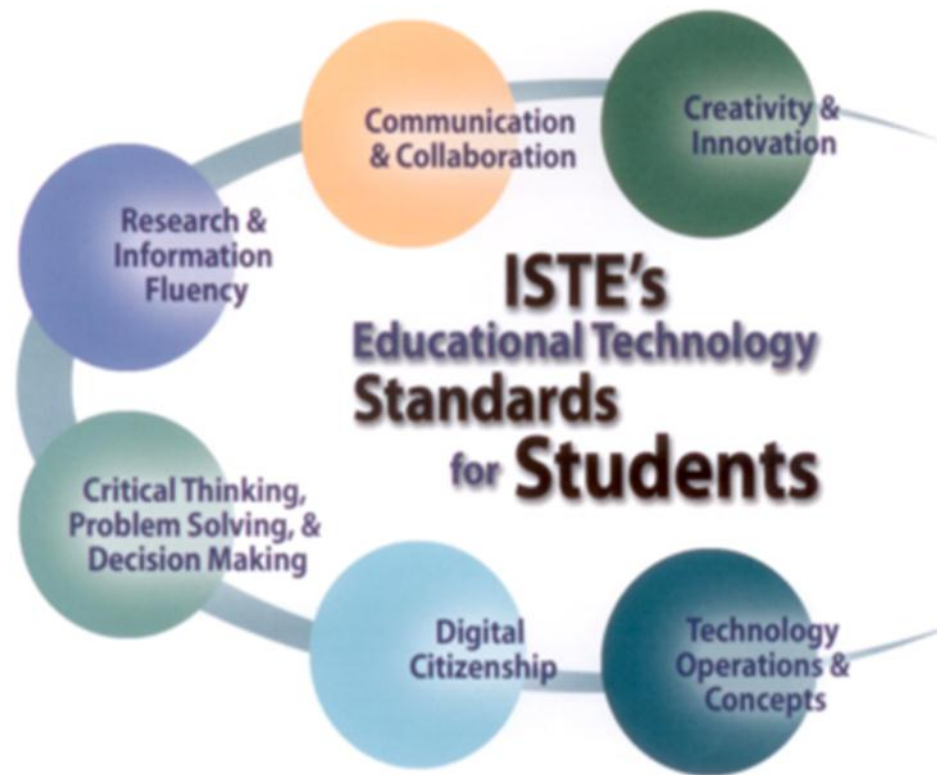 Communication
& Collaboration
Creativity &
Innovation
Research &
Information
Fluency
ISTE's
Educational Technology
Standards
for Students
Critical Thinking,
Problem Solving, &
Decision Making
Digital
Citizenship
Technology
Operations &
Concepts